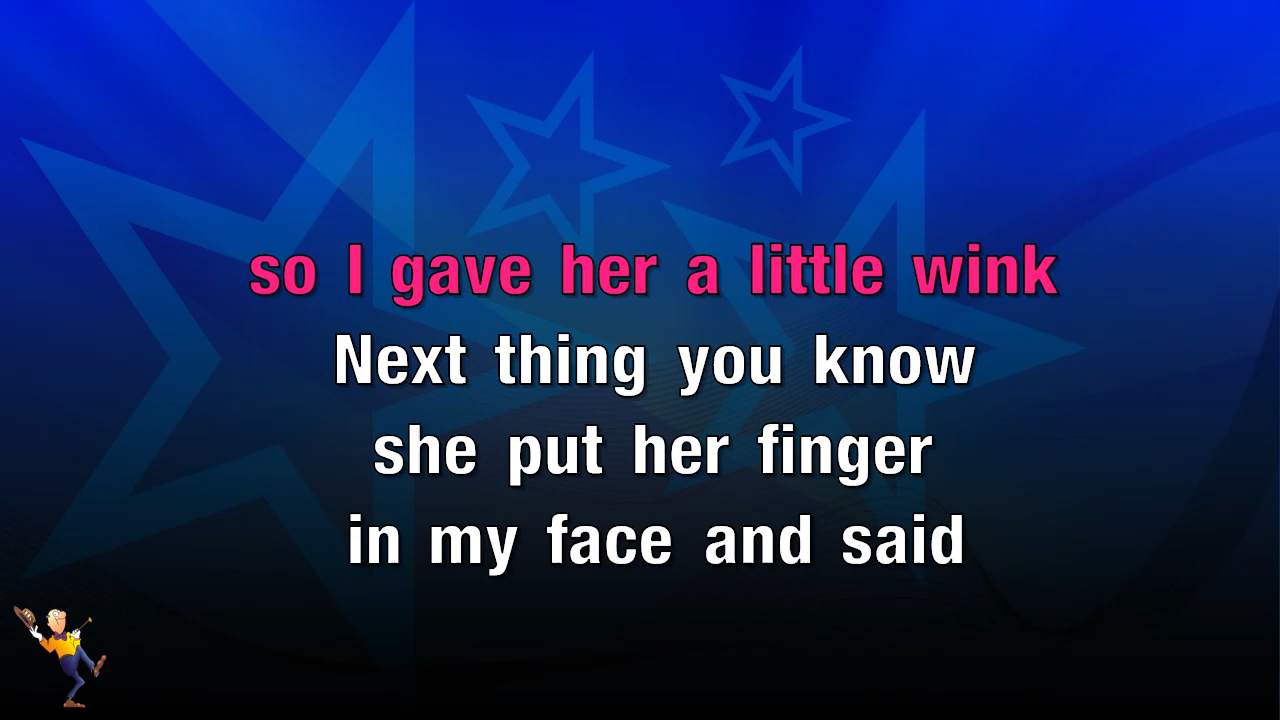 so I gave her a little wink
Next thing you know
she put her finger
in my face and said